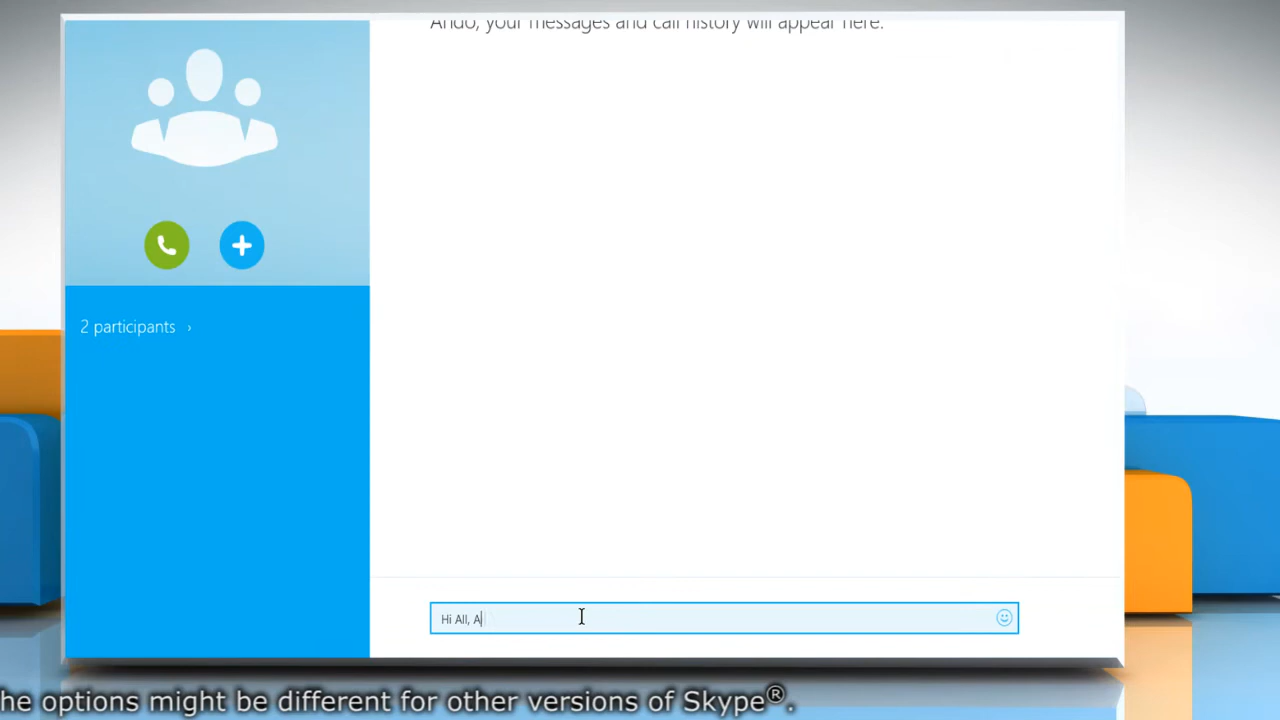 Ando, your messages and call history will appear here.
2 participants ›
Hi All, A
he options might be different for other versions of Skype®.